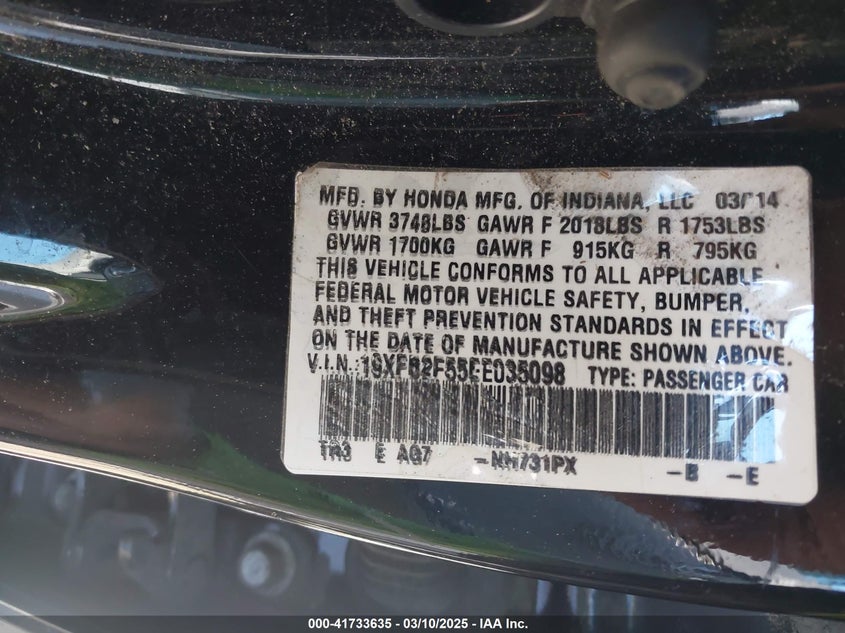 MFD. BY HONDA MFG. OF INDIANA, LLC 03/14
GVWR 3748LBS GAWR F 2018LBS R 1753LBS
GVWR 1700KG GAWR F 915KG R 795KG
THIS VEHICLE CONFORMS TO ALL APPLICABLE
FEDERAL MOTOR VEHICLE SAFETY, BUMPER,
AND THEFT PREVENTION STANDARDS IN EFFECT
ON THE DATE OF MANUFACTURE SHOWN ABOVE.
V.I.N. 19XFB2F55EE035098 TYPE: PASSENGER CAR
TR3 E AG7 -NH731PX -B -E
000-41733635 - 03/10/2025 - IAA Inc.